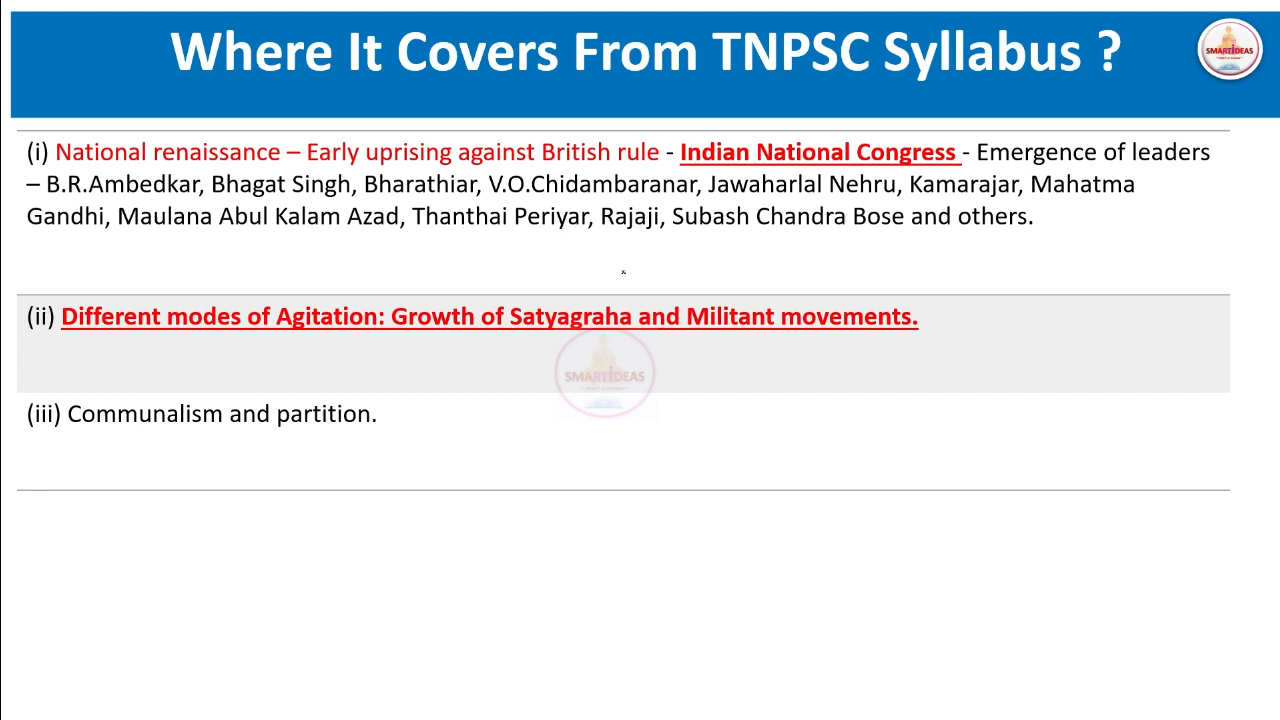 Where It Covers From TNPSC Syllabus ?
SMARTIDEAS
(i) National renaissance – Early uprising against British rule - Indian National Congress - Emergence of leaders
– B.R.Ambedkar, Bhagat Singh, Bharathiar, V.O.Chidambaranar, Jawaharlal Nehru, Kamarajar, Mahatma
Gandhi, Maulana Abul Kalam Azad, Thanthai Periyar, Rajaji, Subash Chandra Bose and others.
(ii) Different modes of Agitation: Growth of Satyagraha and Militant movements.
SMARTIDEAS
(iii) Communalism and partition.